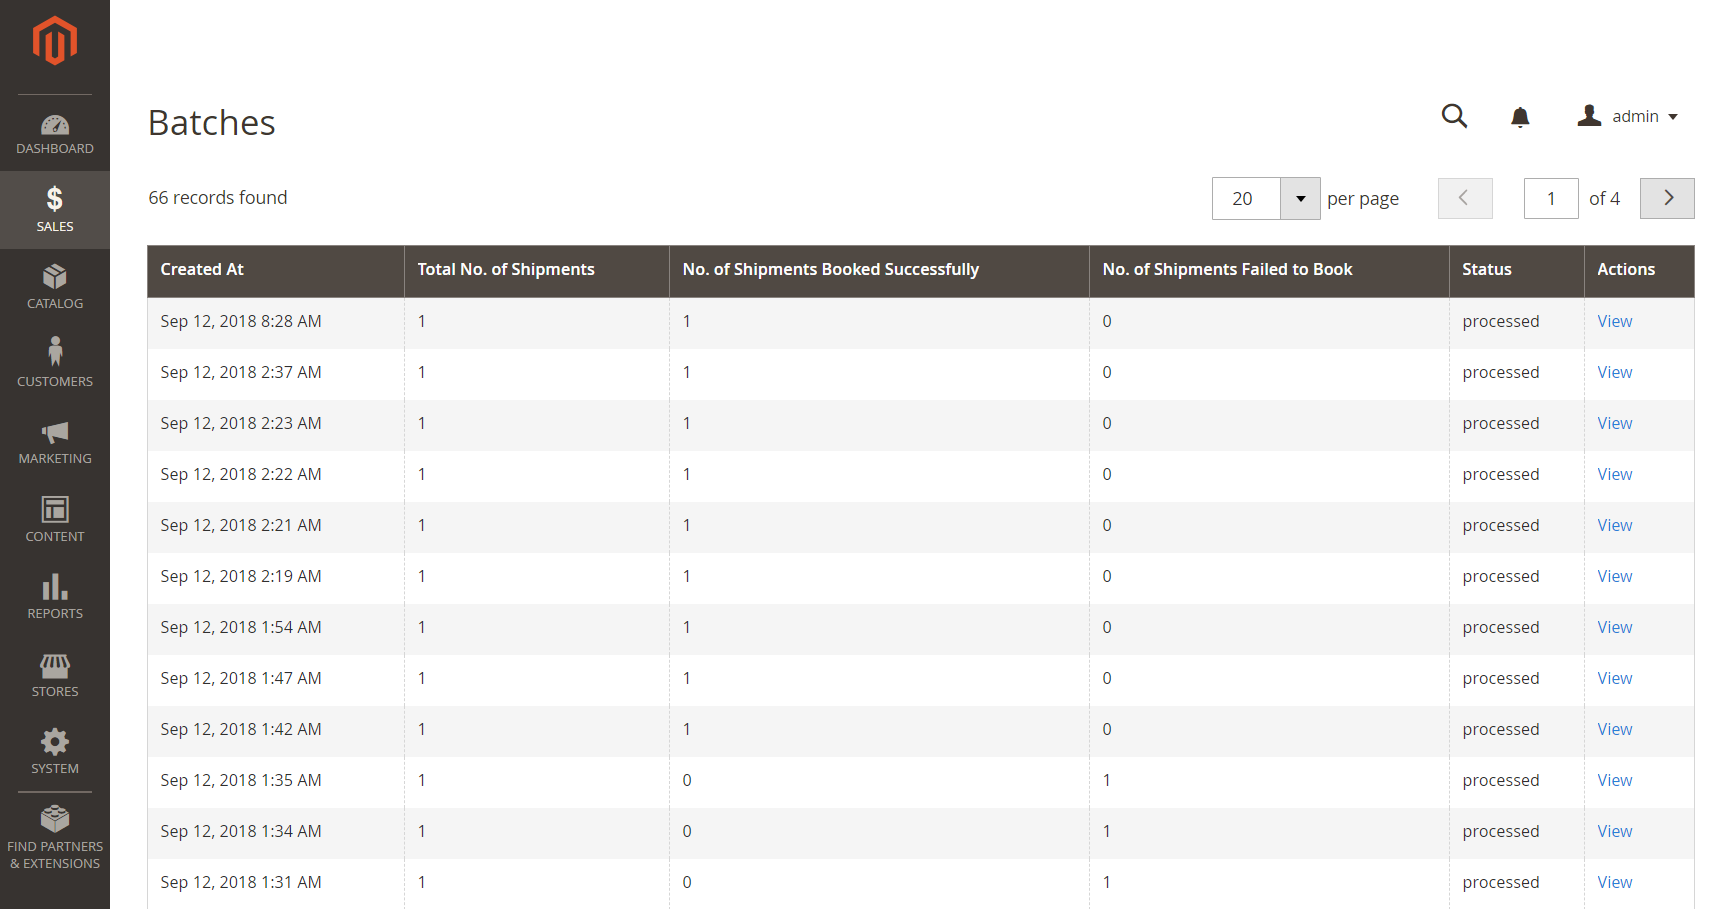 DASHBOARD
SALES
CATALOG
CUSTOMERS
MARKETING
CONTENT
REPORTS
STORES
SYSTEM
FIND PARTNERS
& EXTENSIONS
Batches
admin
66 records found
20 per page 1 of 4
Created At Total No. of Shipments No. of Shipments Booked Successfully No. of Shipments Failed to Book Status Actions
Sep 12, 2018 8:28 AM 1 1 0 processed View
Sep 12, 2018 2:37 AM 1 1 0 processed View
Sep 12, 2018 2:23 AM 1 1 0 processed View
Sep 12, 2018 2:22 AM 1 1 0 processed View
Sep 12, 2018 2:21 AM 1 1 0 processed View
Sep 12, 2018 2:19 AM 1 1 0 processed View
Sep 12, 2018 1:54 AM 1 1 0 processed View
Sep 12, 2018 1:47 AM 1 1 0 processed View
Sep 12, 2018 1:42 AM 1 1 0 processed View
Sep 12, 2018 1:35 AM 1 0 1 processed View
Sep 12, 2018 1:34 AM 1 0 1 processed View
Sep 12, 2018 1:31 AM 1 0 1 processed View